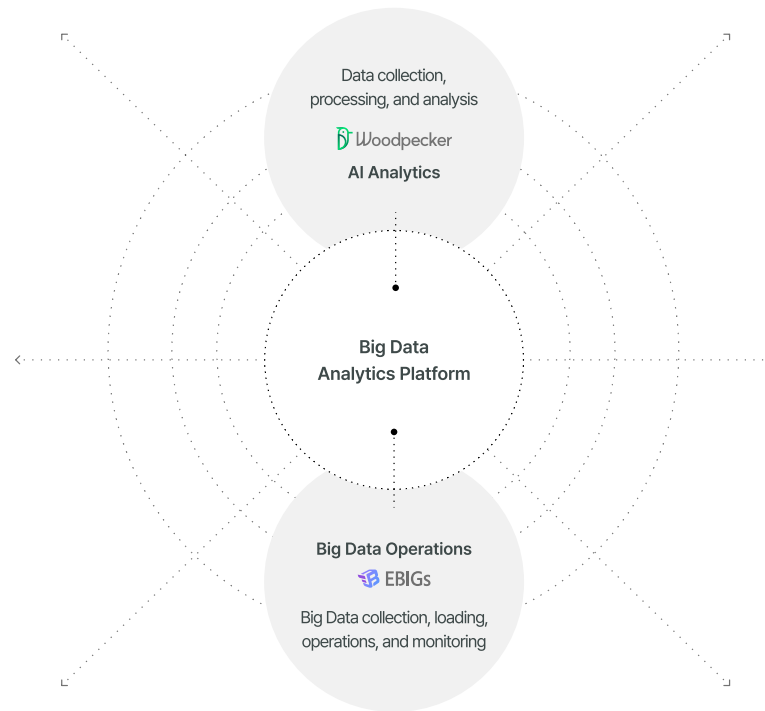 Data collection,
processing, and analysis
Woodpecker
AI Analytics
Big Data
Analytics Platform
Big Data Operations
EBIGs
Big Data collection, loading,
operations, and monitoring